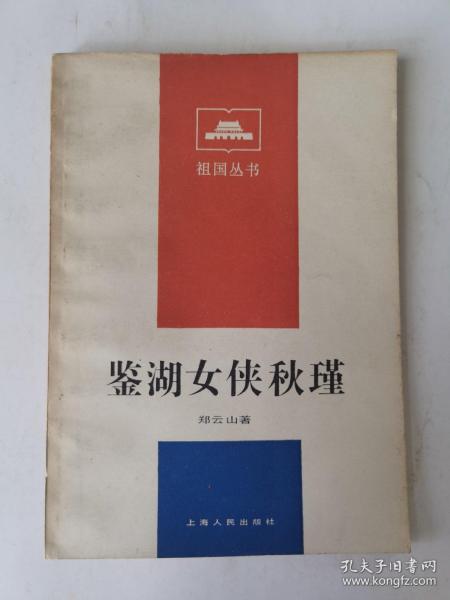 祖国丛书
鉴湖女侠秋瑾
郑云山著
上海人民出版社
孔夫子旧书网
www.kongfz.com